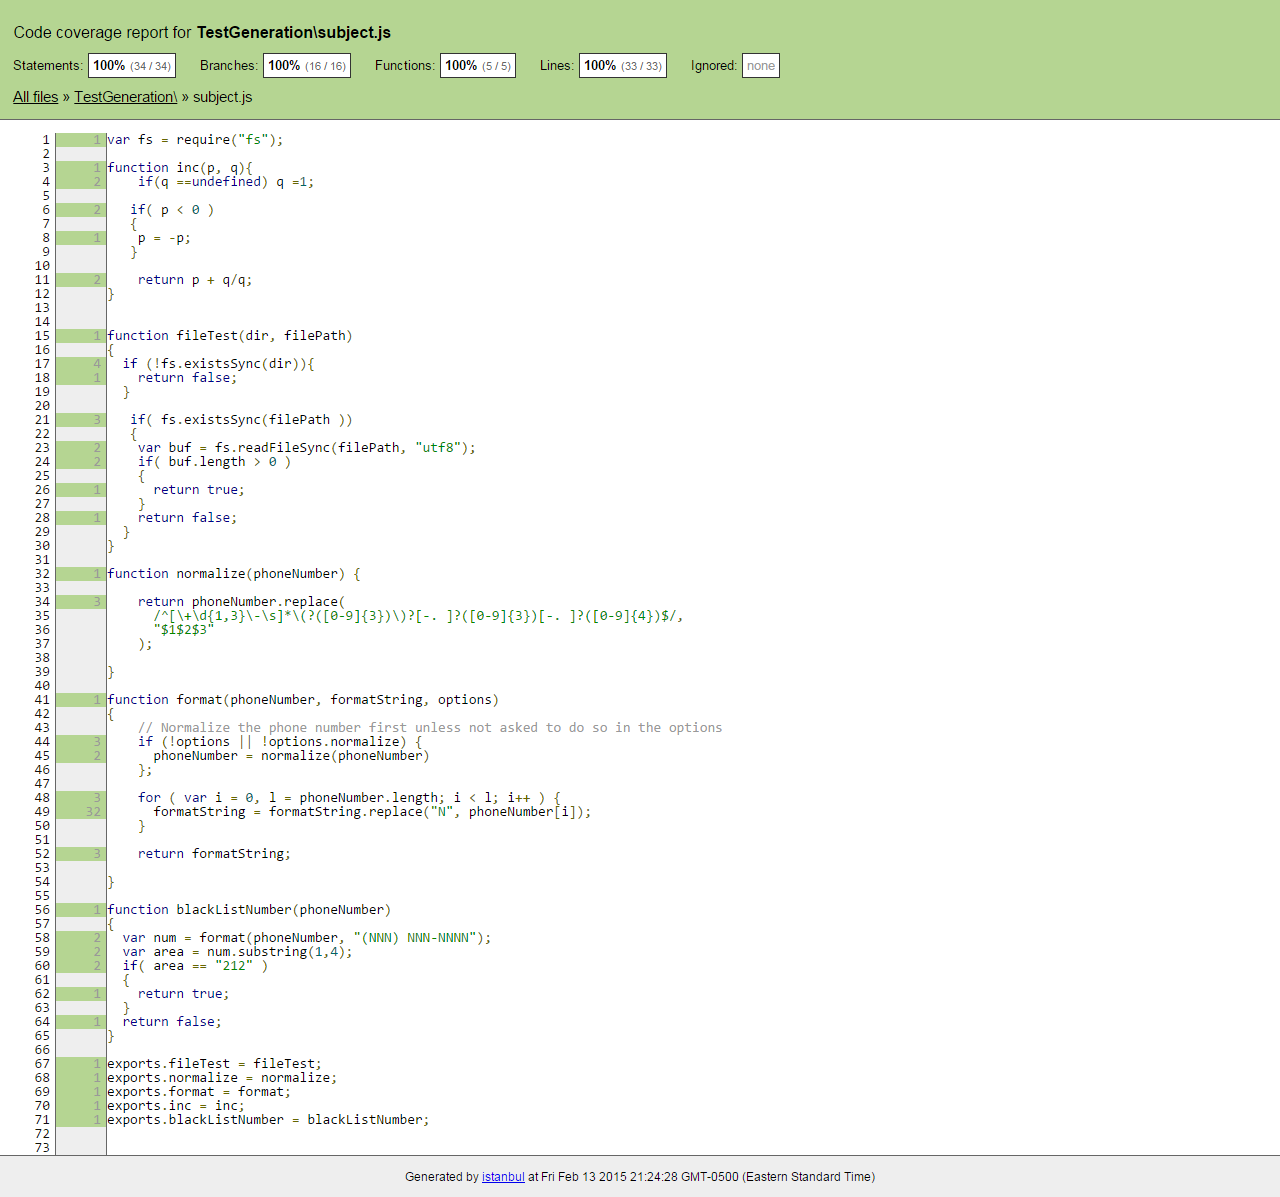 Code coverage report for TestGeneration\subject.js
Statements: 100% (34 / 34) Branches: 100% (16 / 16) Functions: 100% (5 / 5) Lines: 100% (33 / 33) Ignored: none
All files » TestGeneration\ » subject.js
1 1 var fs = require("fs");
2
3 1 function inc(p, q){
4 2     if(q ==undefined) q =1;
5
6 2    if( p < 0 )
7    {
8 1     p = -p;
9    }
10
11 2     return p + q/q;
12 }
13
14
15 1 function fileTest(dir, filePath)
16 {
17 4   if (!fs.existsSync(dir)){
18 1     return false;
19   }
20
21 3    if( fs.existsSync(filePath ))
22    {
23 2     var buf = fs.readFileSync(filePath, "utf8");
24 2     if( buf.length > 0 )
25     {
26 1       return true;
27     }
28 1     return false;
29   }
30 }
31
32 1 function normalize(phoneNumber) {
33
34 3     return phoneNumber.replace(
35       /^[\+\d{1,3}\-\s]*\(?([0-9]{3})\)?[-. ]?([0-9]{3})[-. ]?([0-9]{4})$/,
36       "$1$2$3"
37     );
38
39 }
40
41 1 function format(phoneNumber, formatString, options)
42 {
43     // Normalize the phone number first unless not asked to do so in the options
44 3     if (!options || !options.normalize) {
45 2       phoneNumber = normalize(phoneNumber)
46     };
47
48 3     for ( var i = 0, l = phoneNumber.length; i < l; i++ ) {
49 32       formatString = formatString.replace("N", phoneNumber[i]);
50     }
51
52 3     return formatString;
53
54 }
55
56 1 function blackListNumber(phoneNumber)
57 {
58 2   var num = format(phoneNumber, "(NNN) NNN-NNNN");
59 2   var area = num.substring(1,4);
60 2   if( area == "212" )
61   {
62 1     return true;
63   }
64 1   return false;
65 }
66
67 1 exports.fileTest = fileTest;
68 1 exports.normalize = normalize;
69 1 exports.format = format;
70 1 exports.inc = inc;
71 1 exports.blackListNumber = blackListNumber;
72
73
Generated by istanbul at Fri Feb 13 2015 21:24:28 GMT-0500 (Eastern Standard Time)